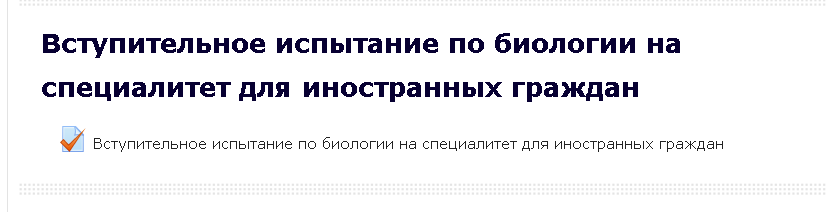 Вступительное испытание по биологии на
специалитет для иностранных граждан
Вступительное испытание по биологии на специалитет для иностранных граждан